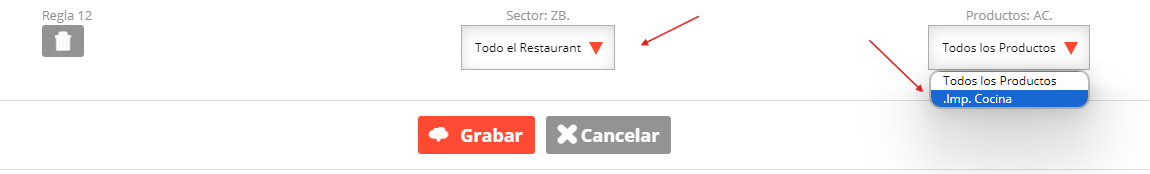 Regla 12
Sector: ZB.
Productos: AC.
Todo el Restaurant
Todos los Productos
Todos los Productos
.Imp. Cocina
Grabar
Cancelar